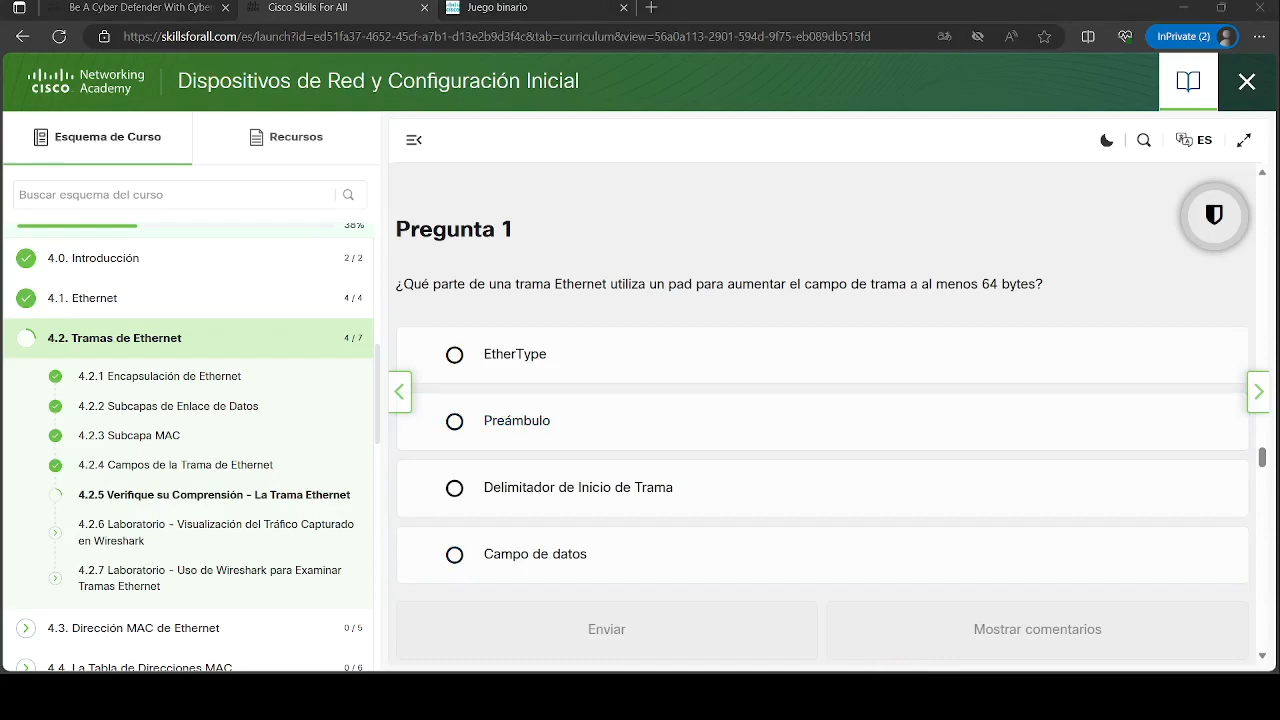 Be A Cyber Defender With Cyber
Cisco Skills For All
Juego binario
https://skillsforall.com/es/launch?id=ed51fa37-4652-45cf-a7b1-d13e2b9d3f4c&tab=curriculum&view=56a0a113-2901-594d-9f75-eb089db515fd
InPrivate (2)
CISCO Networking Academy
Dispositivos de Red y Configuración Inicial
Esquema de Curso
Recursos
ES
Buscar esquema del curso
38%
4.0. Introducción 2 / 2
4.1. Ethernet 4 / 4
4.2. Tramas de Ethernet 4 / 7
4.2.1 Encapsulación de Ethernet
4.2.2 Subcapas de Enlace de Datos
4.2.3 Subcapa MAC
4.2.4 Campos de la Trama de Ethernet
4.2.5 Verifique su Comprensión - La Trama Ethernet
4.2.6 Laboratorio - Visualización del Tráfico Capturado
en Wireshark
4.2.7 Laboratorio - Uso de Wireshark para Examinar
Tramas Ethernet
4.3. Dirección MAC de Ethernet 0 / 5
4.4. La Tabla de Direcciones MAC 0 / 6
Pregunta 1
¿Qué parte de una trama Ethernet utiliza un pad para aumentar el campo de trama a al menos 64 bytes?
EtherType
Preámbulo
Delimitador de Inicio de Trama
Campo de datos
Enviar
Mostrar comentarios